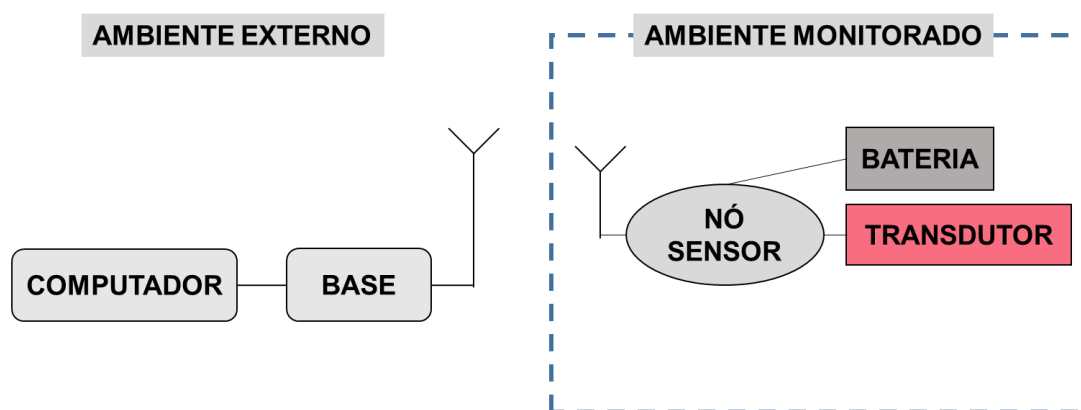 AMBIENTE EXTERNO
AMBIENTE MONITORADO
BATERIA
NÓ
SENSOR
TRANSDUTOR
COMPUTADOR
BASE